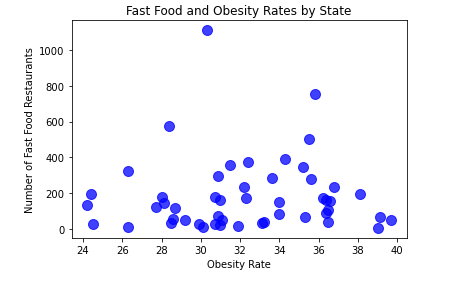 Fast Food and Obesity Rates by State
Number of Fast Food Restaurants
1000
800
600
400
200
0
24 26 28 30 32 34 36 38 40
Obesity Rate